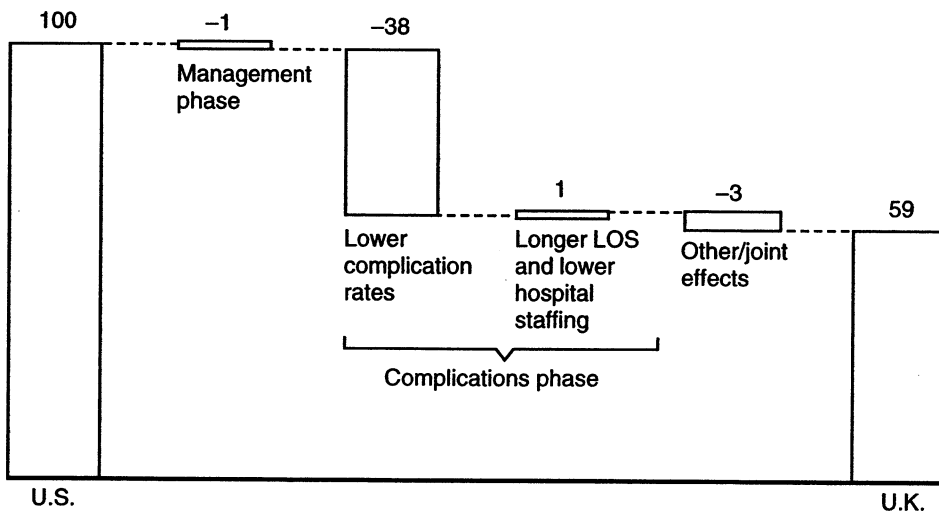 100
–1
–38
Management
phase
1
–3
59
Lower
complication
rates
Longer LOS
and lower
hospital
staffing
Other/joint
effects
Complications phase
U.S.
U.K.